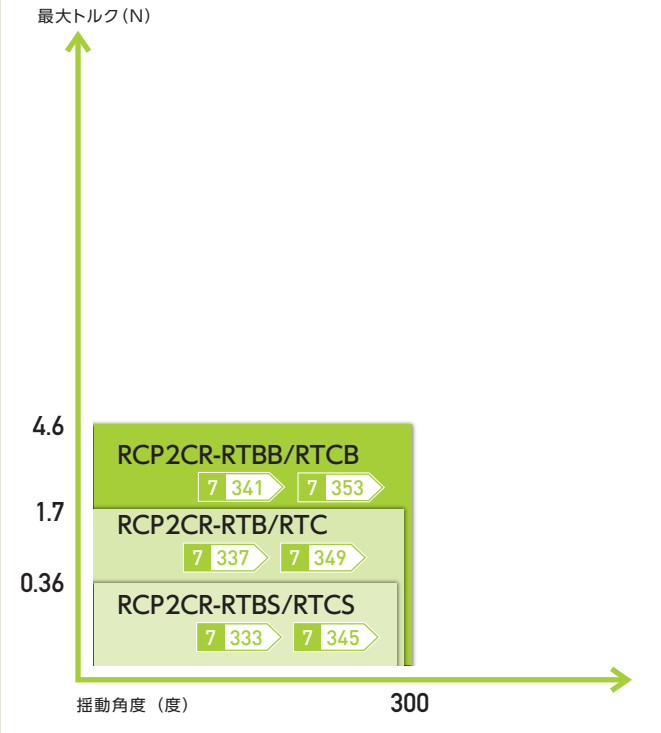 最大トルク(N)
4.6
RCP2CR-RTBB/RTCB
7 341 7 353
1.7
RCP2CR-RTB/RTC
7 337 7 349
0.36
RCP2CR-RTBS/RTCS
7 333 7 345
揺動角度(度) 300